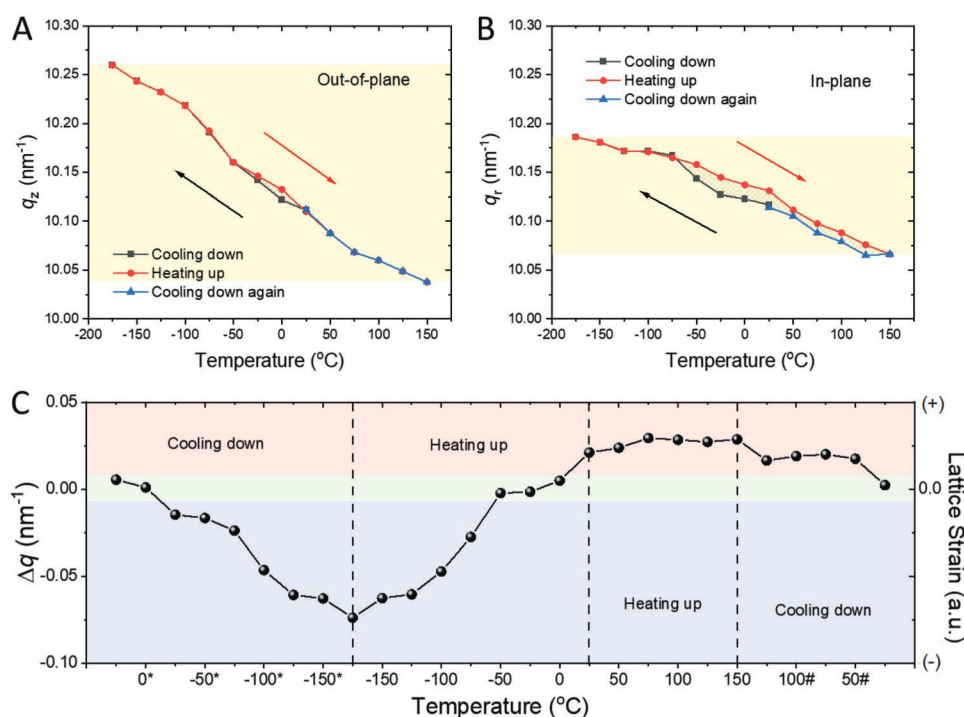 A
10.30
10.25
10.20
10.15
10.10
10.05
10.00
qz (nm-1)
Out-of-plane
Cooling down
Heating up
Cooling down again
-200 -150 -100 -50 0 50 100 150
Temperature (oC)
B
10.30
10.25
10.20
10.15
10.10
10.05
10.00
qr (nm-1)
Cooling down
Heating up
Cooling down again
In-plane
-200 -150 -100 -50 0 50 100 150
Temperature (oC)
C
0.05
0.00
-0.05
-0.10
Δq (nm-1)
Cooling down
Heating up
Heating up
Cooling down
(+)
0.0
(-)
Lattice Strain (a.u.)
0* -50* -100* -150* -150 -100 -50 0 50 100 150 100# 50#
Temperature (oC)